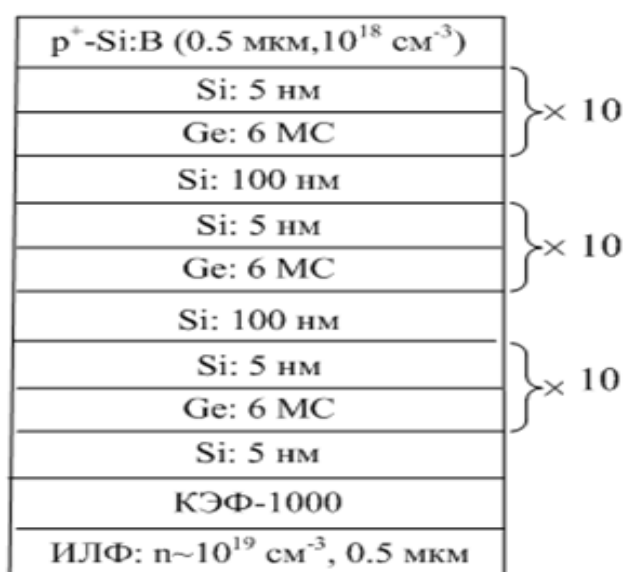 p⁺-Si:B (0.5 мкм,10¹⁸ см⁻³)
Si: 5 нм
Ge: 6 МС
× 10
Si: 100 нм
Si: 5 нм
Ge: 6 МС
× 10
Si: 100 нм
Si: 5 нм
Ge: 6 МС
× 10
Si: 5 нм
КЭФ-1000
ИЛФ: n~10¹⁹ см⁻³, 0.5 мкм